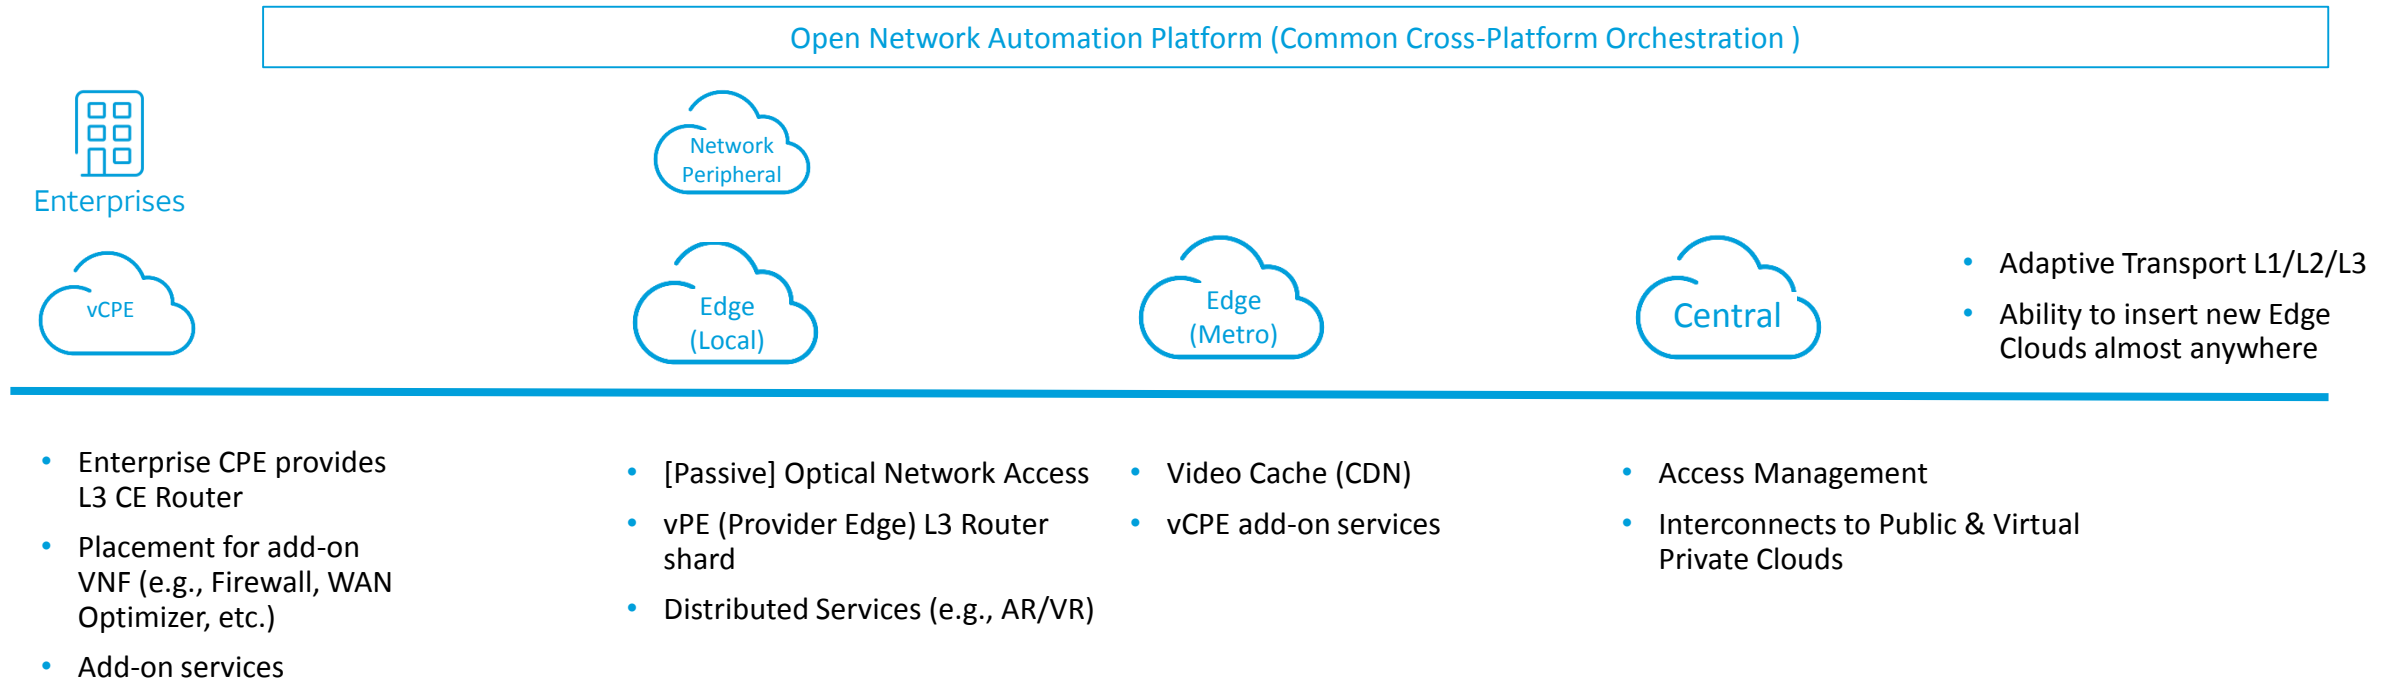 Open Network Automation Platform (Common Cross-Platform Orchestration )
Enterprises
Network
Peripheral
vCPE
Edge
(Local)
Edge
(Metro)
Central
• Adaptive Transport L1/L2/L3
• Ability to insert new Edge
Clouds almost anywhere
• Enterprise CPE provides
L3 CE Router
• Placement for add-on
VNF (e.g., Firewall, WAN
Optimizer, etc.)
• Add-on services
• [Passive] Optical Network Access
• vPE (Provider Edge) L3 Router
shard
• Distributed Services (e.g., AR/VR)
• Video Cache (CDN)
• vCPE add-on services
• Access Management
• Interconnects to Public & Virtual
Private Clouds